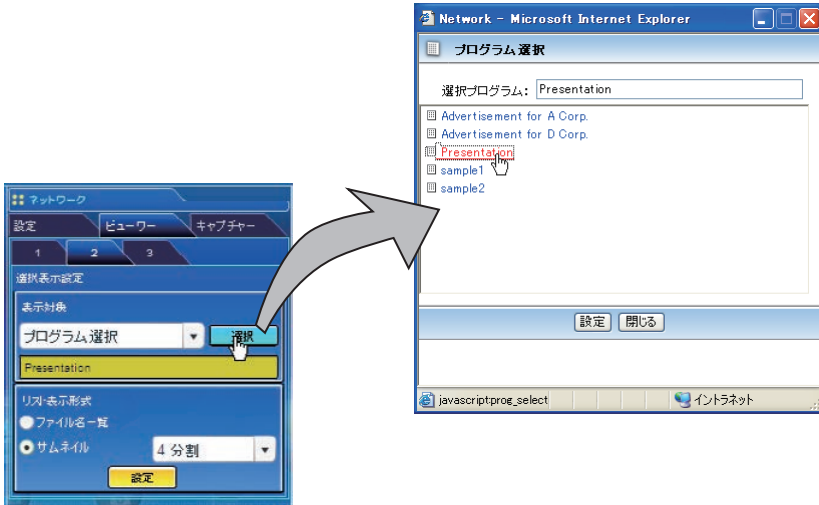 Network - Microsoft Internet Explorer
プログラム選択
選択プログラム: Presentation
Advertisement for A Corp.
Advertisement for D Corp.
Presentation
sample1
sample2
設定 閉じる
javascript:prog_select イントラネット
ネットワーク
設定 ビューワー キャプチャー
1 2 3
選択表示設定
表示対象
プログラム選択 選択
Presentation
リスト表示形式
ファイル名一覧
サムネイル 4 分割
設定